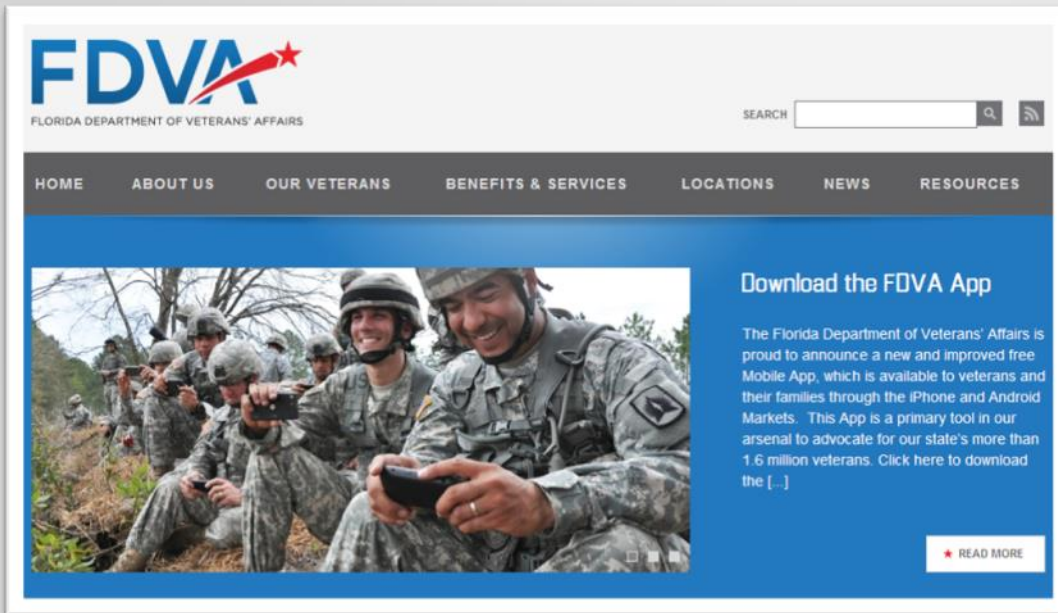 FDVA
FLORIDA DEPARTMENT OF VETERANS' AFFAIRS
SEARCH
HOME ABOUT US OUR VETERANS BENEFITS & SERVICES LOCATIONS NEWS RESOURCES
Download the FDVA App
The Florida Department of Veterans' Affairs is
proud to announce a new and improved free
Mobile App, which is available to veterans and
their families through the iPhone and Android
Markets. This App is a primary tool in our
arsenal to advocate for our state's more than
1.6 million veterans. Click here to download
the [...]
READ MORE